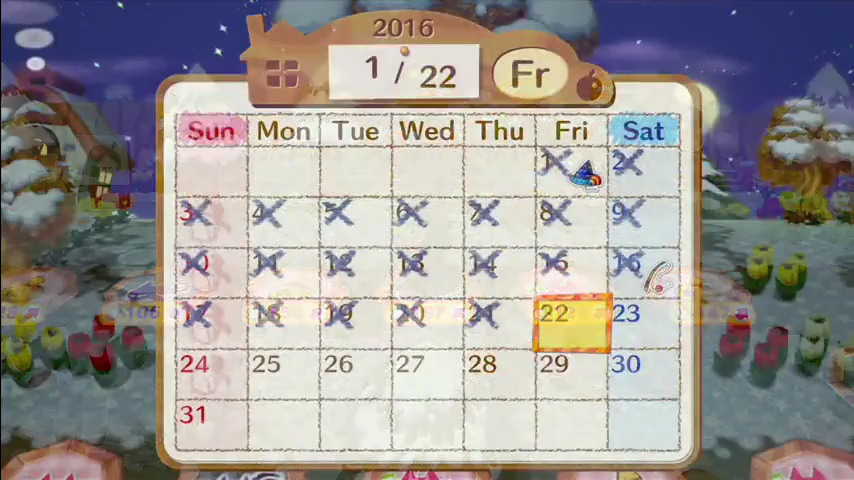 2016
1 / 22 Fr
Sun Mon Tue Wed Thu Fri Sat
1 2
3 4 5 6 7 8 9
10 11 12 13 14 15 16
17 18 19 20 21 22 23
24 25 26 27 28 29 30
31